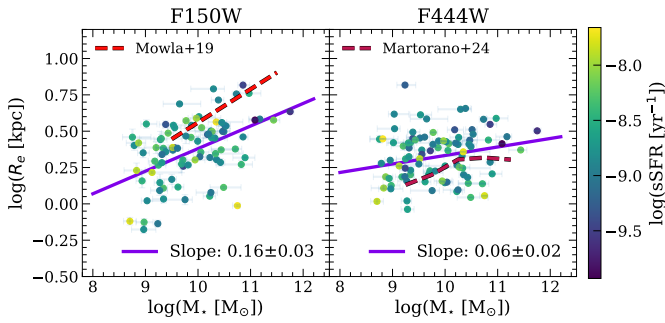 F150W
F444W
Mowla+19
Martorano+24
1.00
0.75
0.50
0.25
0.00
−0.25
−0.50
log(Rₑ [kpc])
Slope: 0.16±0.03
Slope: 0.06±0.02
8 9 10 11 12
8 9 10 11 12
log(M⋆ [M⊙])
log(M⋆ [M⊙])
−8.0
−8.5
−9.0
−9.5
log(sSFR [yr⁻¹])